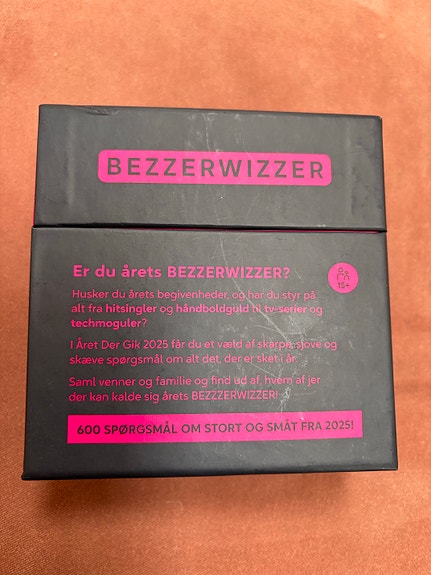 BEZZERWIZZER
Er du årets BEZZERWIZZER?
15+
Husker du årets begivenheder, og har du styr på
alt fra hitsingler og håndboldguld til tv-serier og
techmoguler?
I Året Der Gik 2025 får du et væld af skarpe, sjove og
skæve spørgsmål om alt det, der er sket i år.
Saml venner og familie og find ud af, hvem af jer
der kan kalde sig årets BEZZZERWIZZER!
600 SPØRGSMÅL OM STORT OG SMÅT FRA 2025!